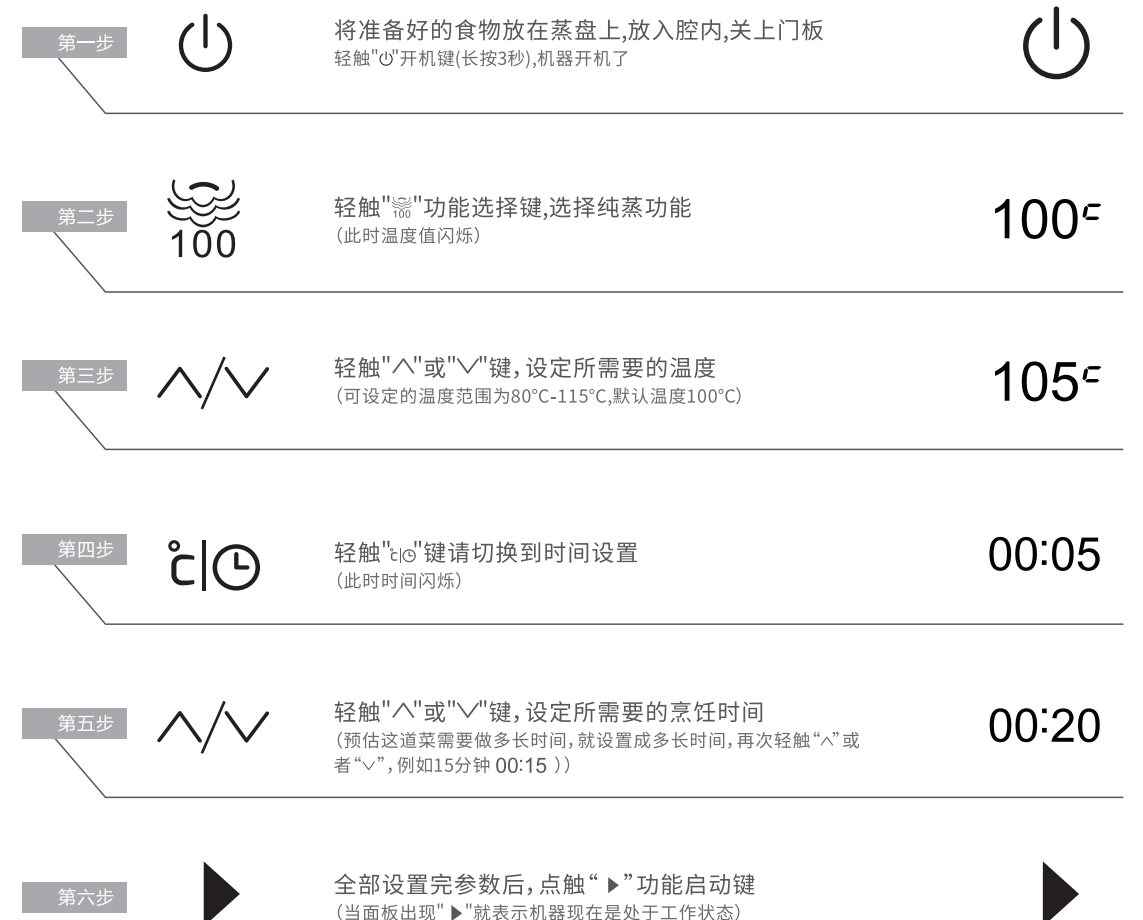 第一步
将准备好的食物放在蒸盘上,放入腔内,关上门板
轻触"⏻"开机键(长按3秒),机器开机了
第二步
100
轻触"100"功能选择键,选择纯蒸功能
（此时温度值闪烁）
100c
第三步
轻触"∧"或"∨"键，设定所需要的温度
（可设定的温度范围为80℃-115℃,默认温度100℃）
105c
第四步
℃|
轻触"℃|"键请切换到时间设置
（此时时间闪烁）
00:05
第五步
轻触"∧"或"∨"键，设定所需要的烹饪时间
（预估这道菜需要做多长时间，就设置成多长时间，再次轻触“∧”或
者“∨”，例如15分钟 00:15 ））
00:20
第六步
全部设置完参数后，点触“▶”功能启动键
（当面板出现"▶"就表示机器现在是处于工作状态）